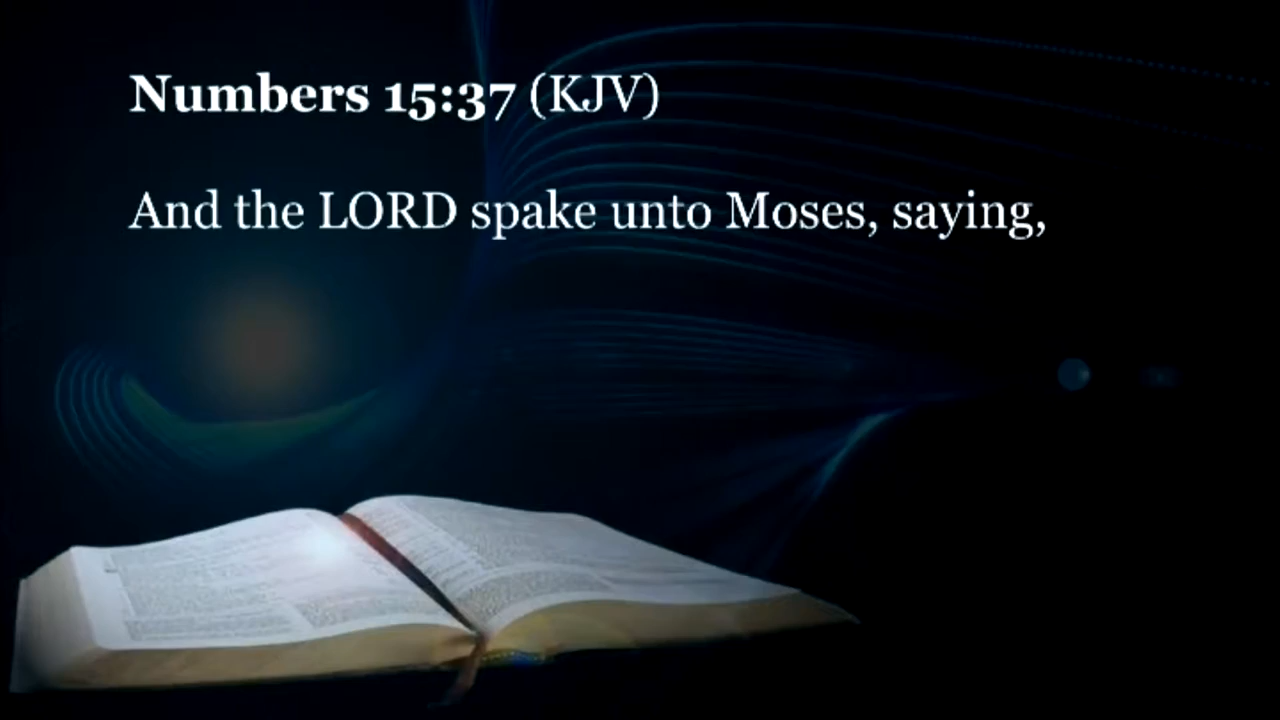 Numbers 15:37 (KJV)
And the LORD spake unto Moses, saying,